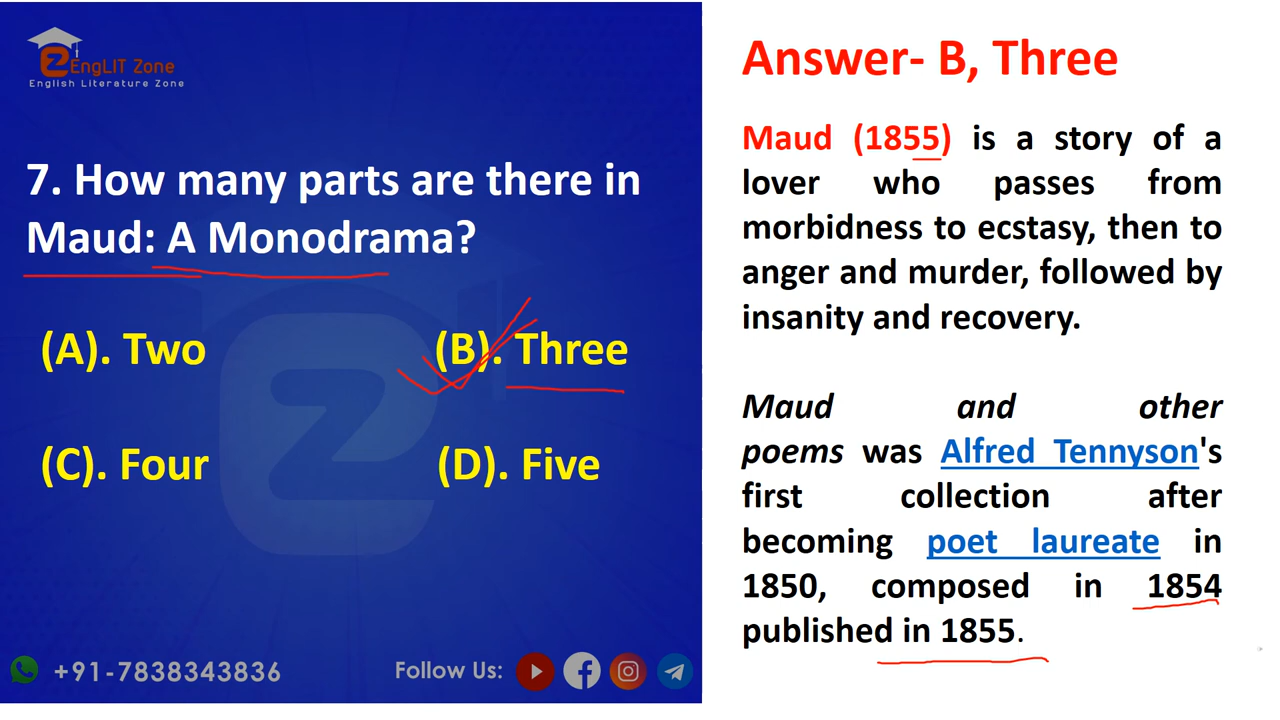 EngLIT Zone
English Literature Zone
7. How many parts are there in
Maud: A Monodrama?
(A). Two
(B). Three
(C). Four
(D). Five
+91-7838343836
Follow Us:
Answer- B, Three
Maud (1855) is a story of a
lover who passes from
morbidness to ecstasy, then to
anger and murder, followed by
insanity and recovery.
Maud and other
poems was Alfred Tennyson's
first collection after
becoming poet laureate in
1850, composed in 1854
published in 1855.